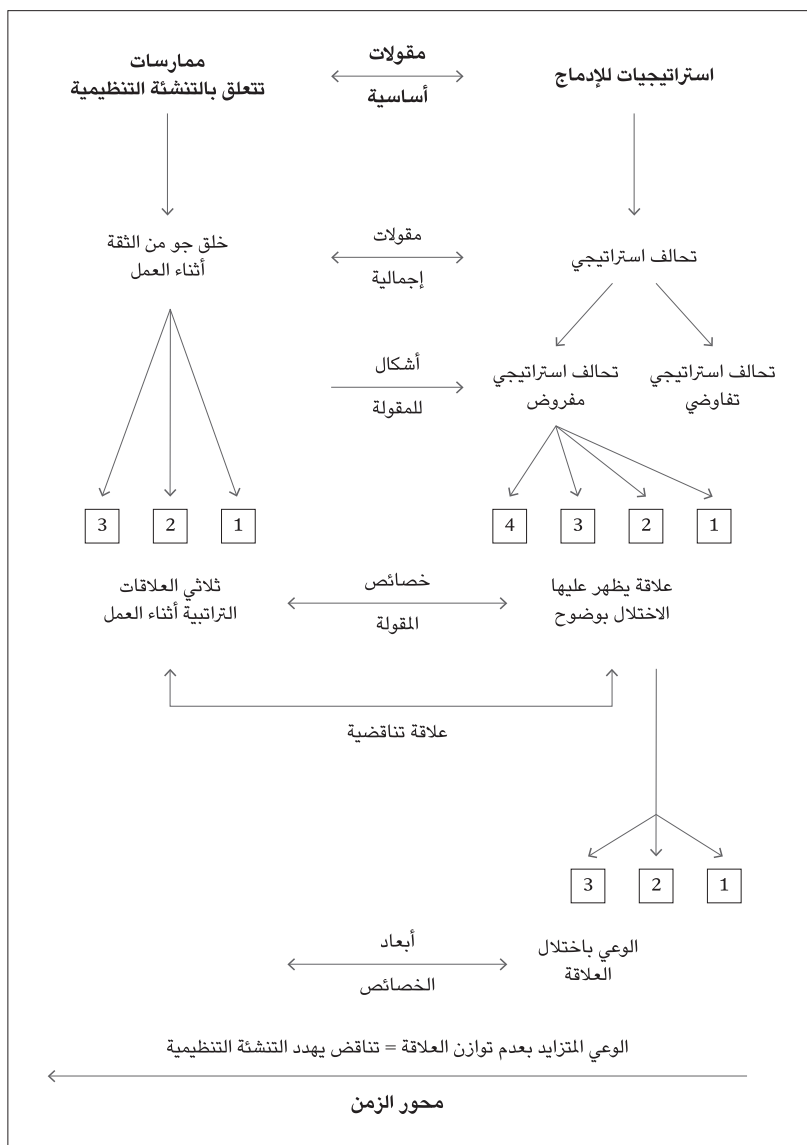 استراتيجيات للإدماج
مقولات
أساسية
ممارسات
تتعلق بالتنشئة التنظيمية
تحالف استراتيجي
مقولات
إجمالية
خلق جو من الثقة
أثناء العمل
تحالف استراتيجي
تفاوضي
تحالف استراتيجي
مفروض
أشكال
للمقولة
1
2
3
4
1
2
3
علاقة يظهر عليها
الاختلال بوضوح
خصائص
المقولة
ثلاثي العلاقات
التراتبية أثناء العمل
علاقة تناقضية
1
2
3
الوعي باختلال
العلاقة
أبعاد
الخصائص
الوعي المتزايد بعدم توازن العلاقة = تناقض يهدد التنشئة التنظيمية
محور الزمن